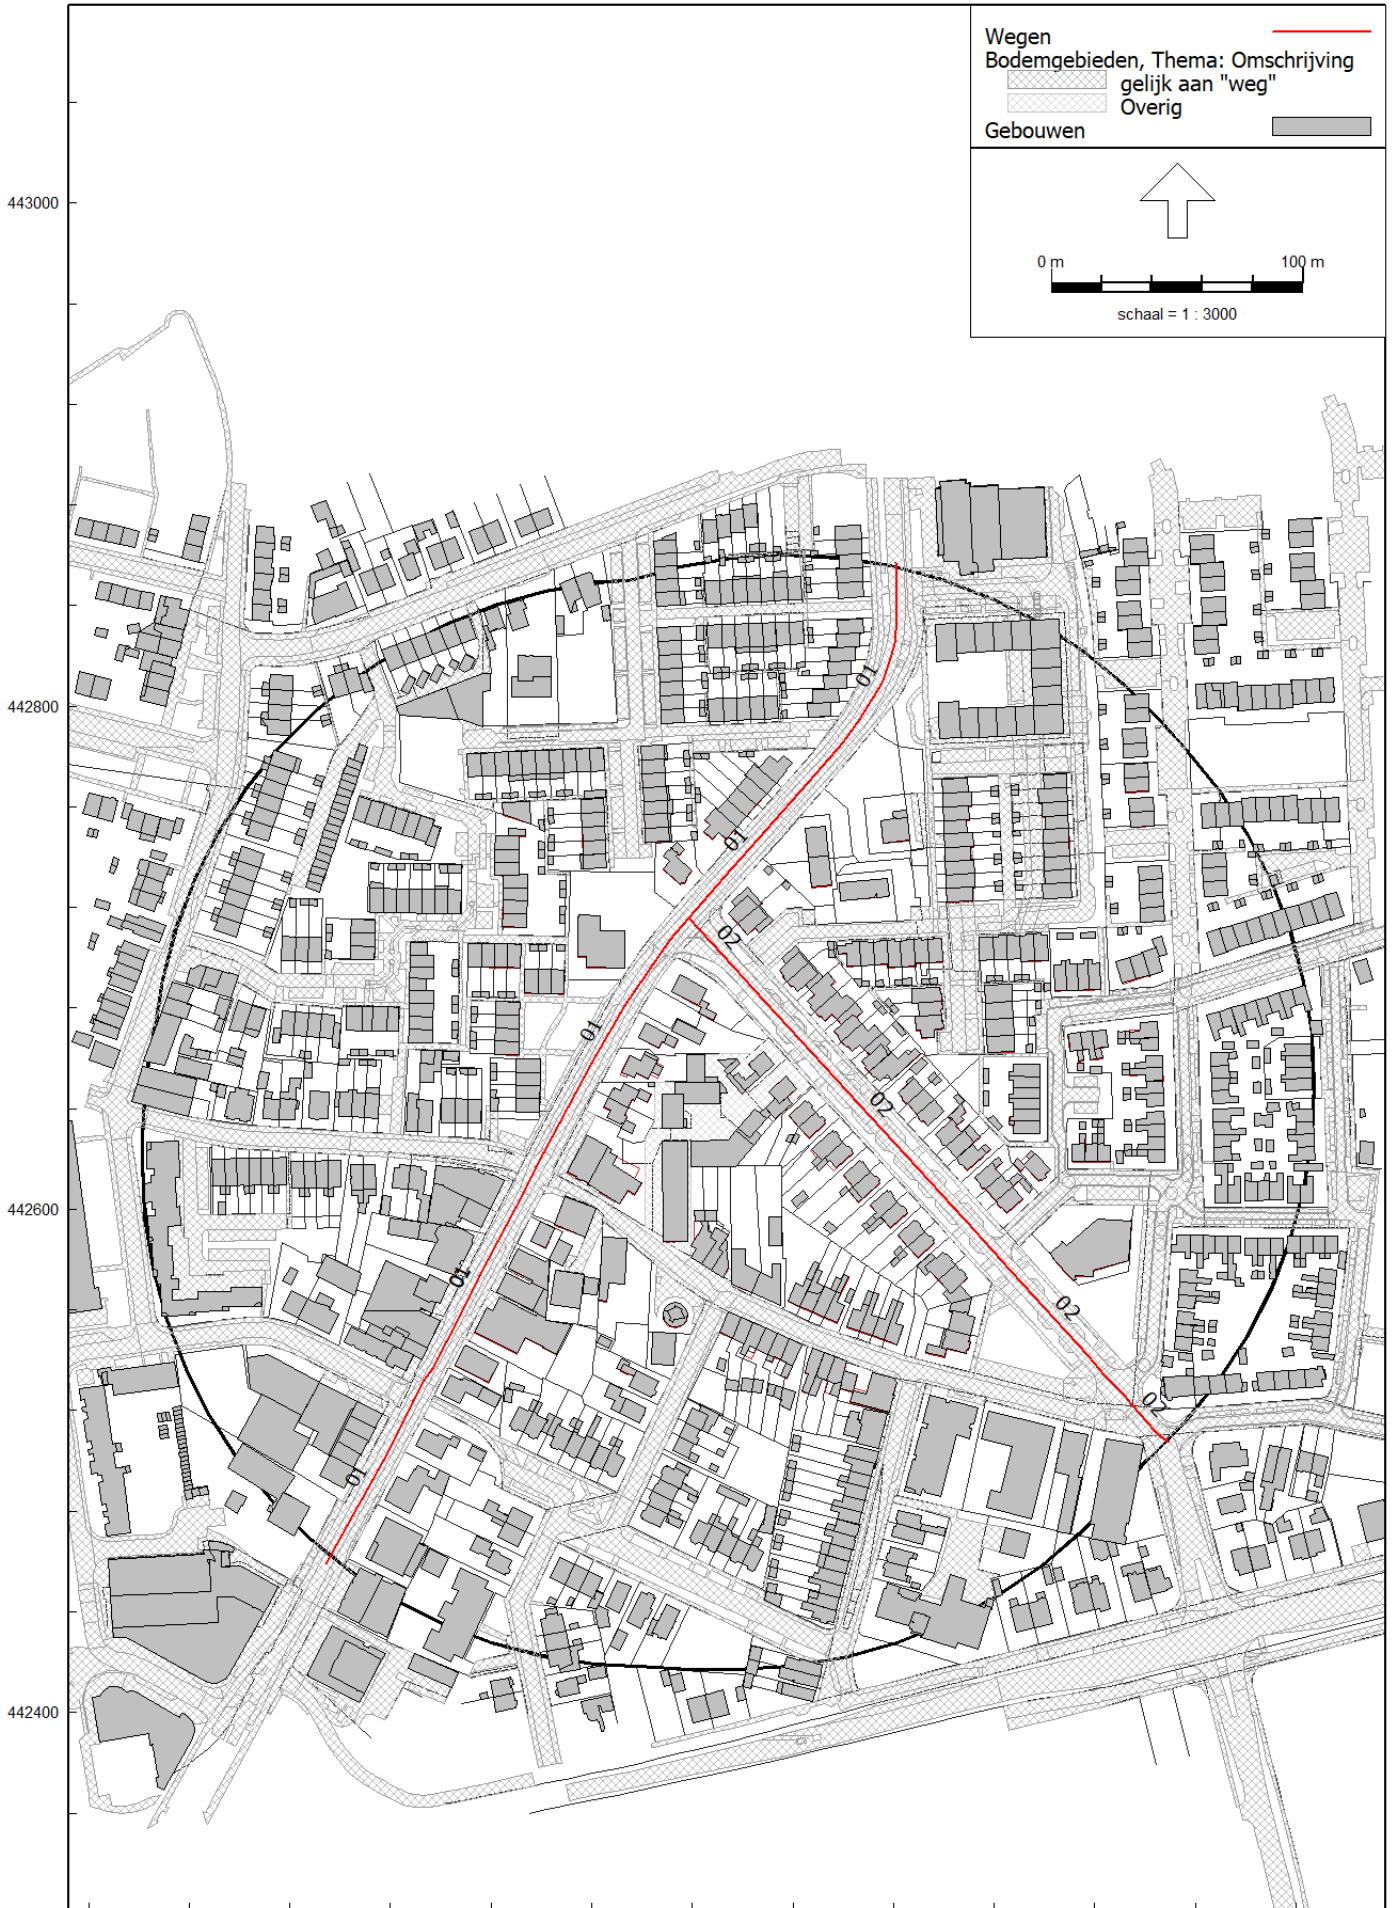 Wegen
Bodemgebieden, Thema: Omschrijving
gelijk aan "weg"
Overig
Gebouwen
0 m 100 m
schaal = 1 : 3000
443000
442800
442600
442400
01
01
02
01
02
01
02
02
01